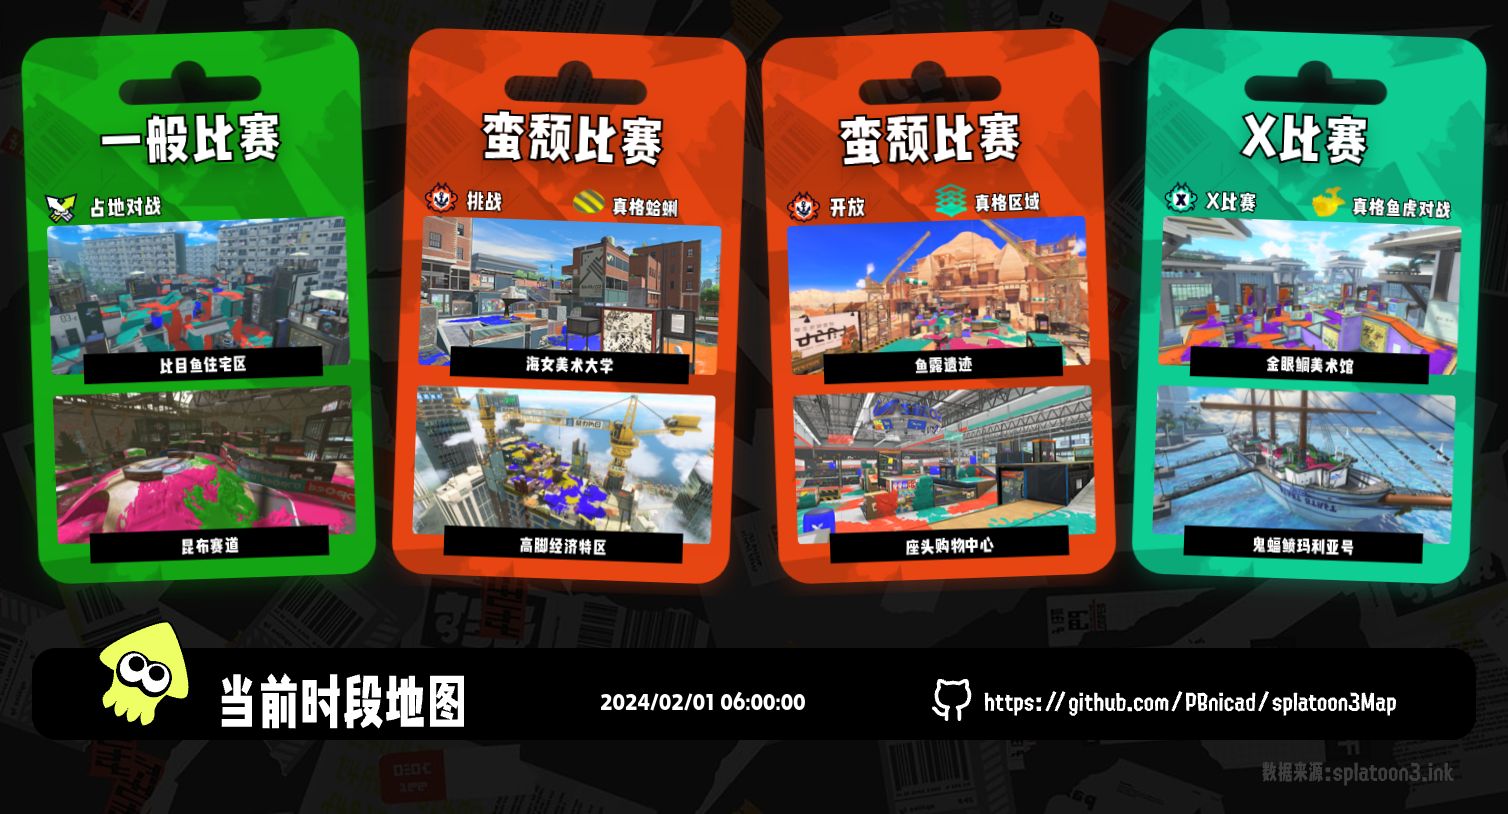 一般比赛
占地对战
比目鱼住宅区
昆布赛道
蛮颓比赛
挑战
真格蛤蜊
海女美术大学
高脚经济特区
蛮颓比赛
开放
真格区域
鱼露遗迹
座头购物中心
X比赛
X比赛
真格鱼虎对战
金眼鲷美术馆
鬼蝠鲼玛利亚号
当前时段地图
2024/02/01 06:00:00
https://github.com/PBnicad/splatoon3Map
数据来源:splatoon3.ink